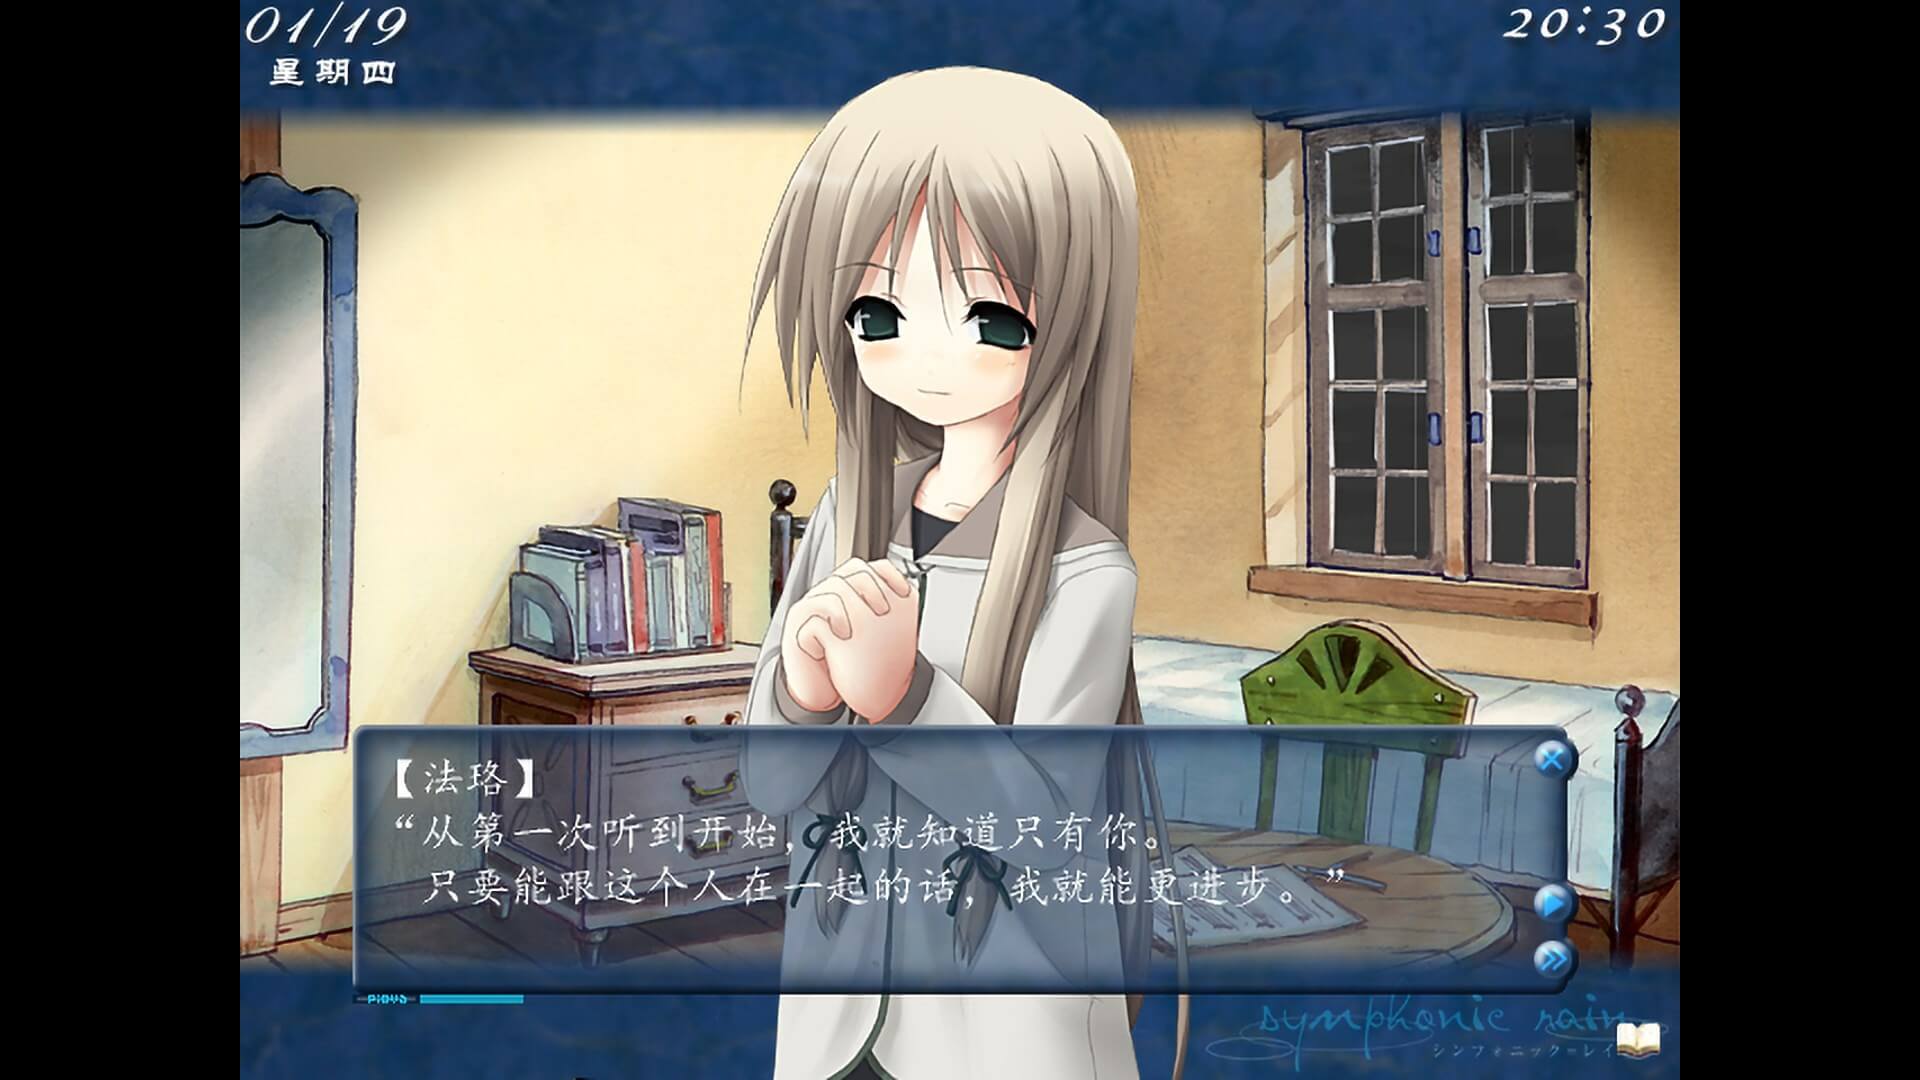 01/19
星期四
20:30
【法珞】
“从第一次听到开始，我就知道只有你。
只要能跟这个人在一起的话，我就能更进步。”
symphonic rain
シンフォニック=レイ